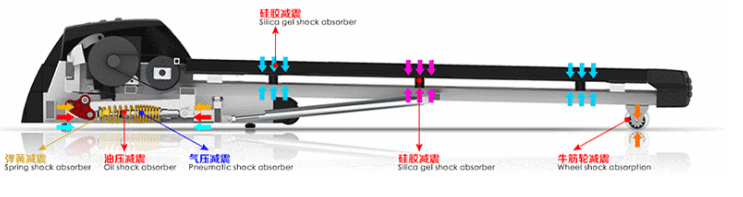 硅胶减震
Silica gel shock absorber
弹簧减震
Spring shock absorber
油压减震
Oil shock absorber
气压减震
Pneumatic shock absorber
硅胶减震
Silica gel shock absorber
牛筋轮减震
Wheel shock absorption